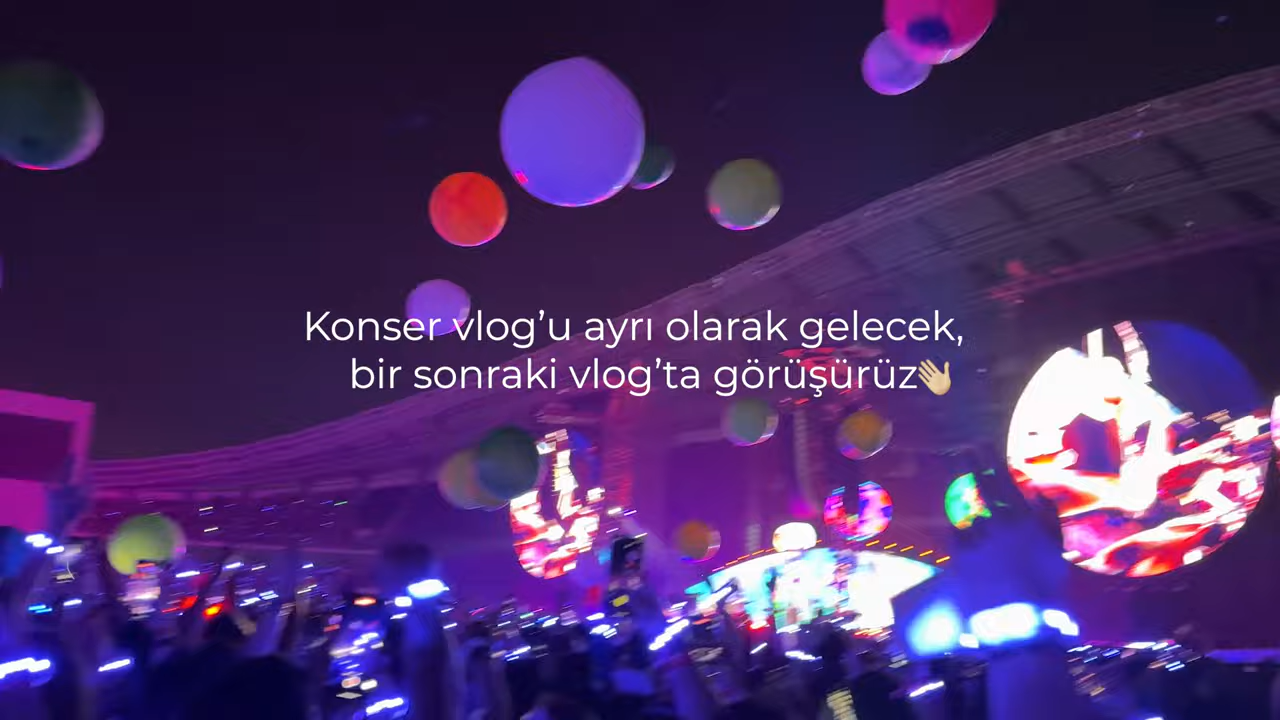 Konser vlog’u ayrı olarak gelecek,
bir sonraki vlog’ta görüşürüz👋🏼